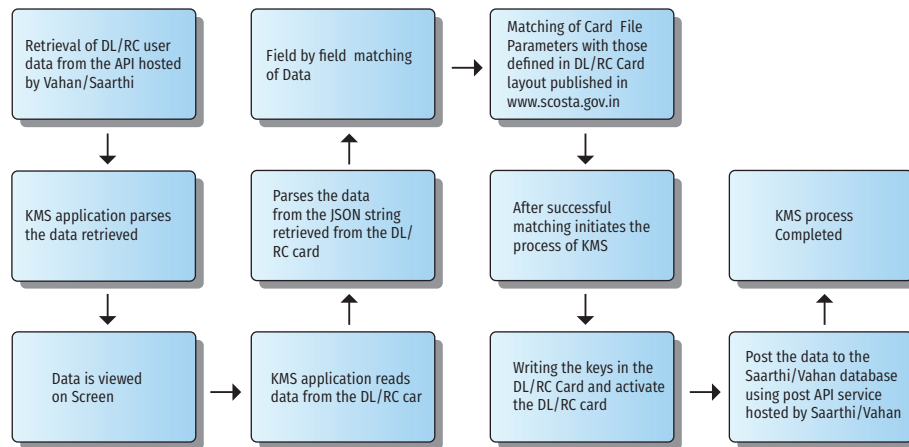 Retrieval of DL/RC user
data from the API hosted
by Vahan/Saarthi
KMS application parses
the data retrieved
Data is viewed
on Screen
KMS application reads
data from the DL/RC car
Parses the data
from the JSON string
retrieved from the DL/
RC card
Field by field matching
of Data
Matching of Card File
Parameters with those
defined in DL/RC Card
layout published in
www.scosta.gov.in
After successful
matching initiates the
process of KMS
Writing the keys in the
DL/RC Card and activate
the DL/RC card
Post the data to the
Saarthi/Vahan database
using post API service
hosted by Saarthi/Vahan
KMS process
Completed